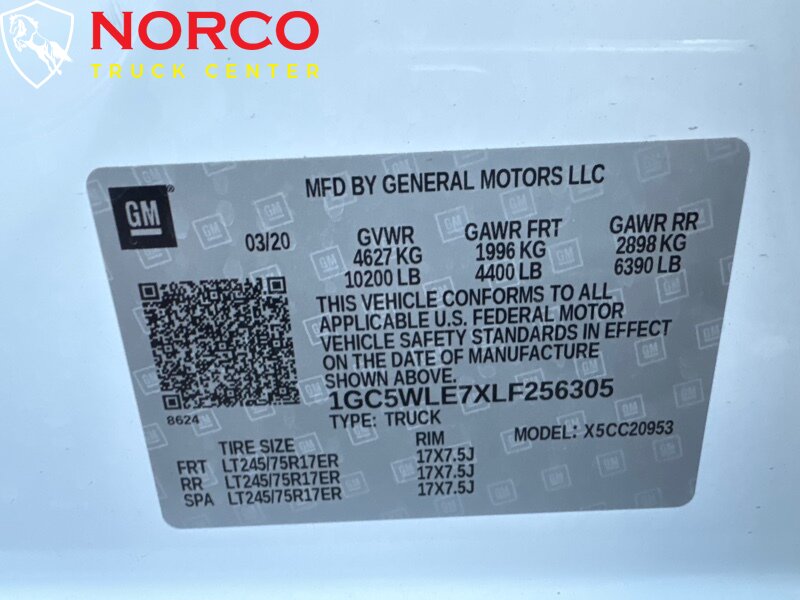 NORCO
TRUCK CENTER
MFD BY GENERAL MOTORS LLC
GM®
03/20 GVWR GAWR FRT GAWR RR
4627 KG 1996 KG 2898 KG
10200 LB 4400 LB 6390 LB
THIS VEHICLE CONFORMS TO ALL
APPLICABLE U.S. FEDERAL MOTOR
VEHICLE SAFETY STANDARDS IN EFFECT
ON THE DATE OF MANUFACTURE
SHOWN ABOVE.
1GC5WLE7XLF256305
8624
TYPE: TRUCK MODEL: X5CC20953
TIRE SIZE RIM
FRT LT245/75R17ER 17X7.5J
RR LT245/75R17ER 17X7.5J
SPA LT245/75R17ER 17X7.5J